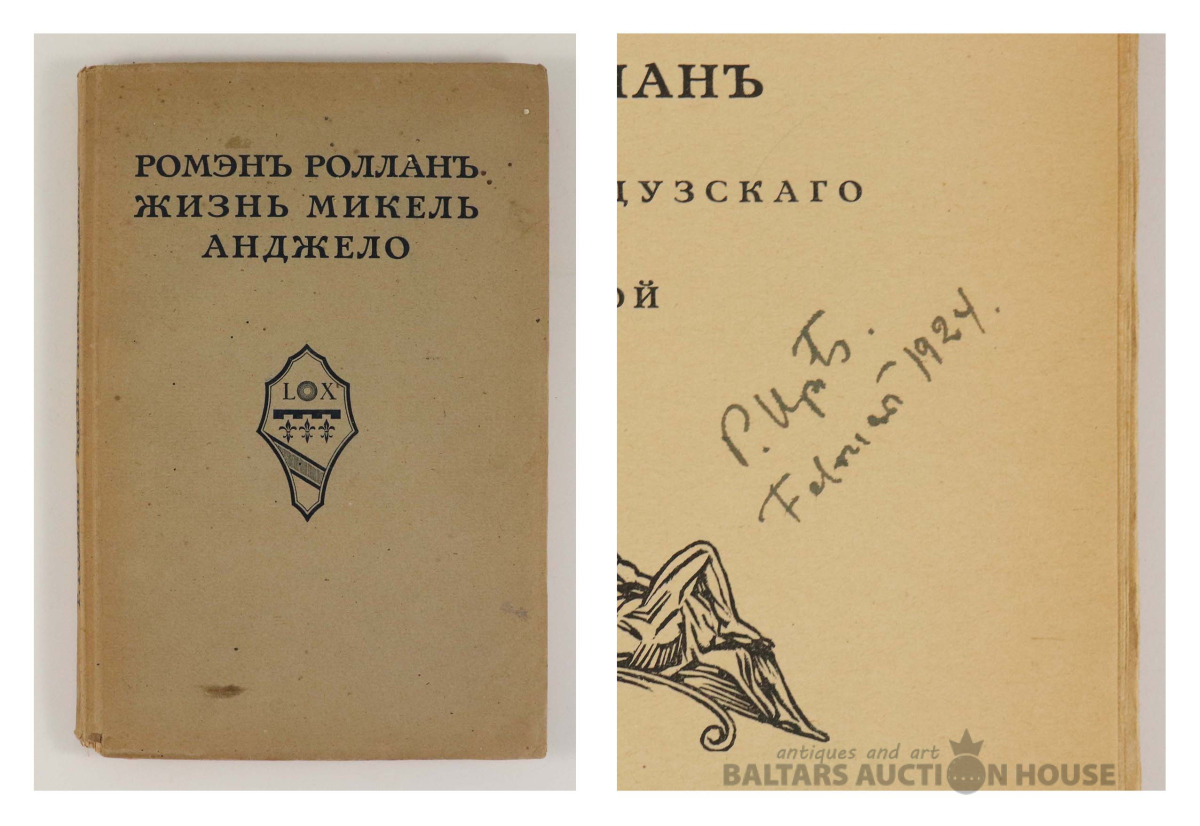 РОМЭНЪ РОЛЛАНЪ
ЖИЗНЬ МИКЕЛЬ
АНДЖЕЛО
LOX
ЛАНЪ
ЦУЗСКАГО
ОЙ
Р.
1924.
antiques and art
BALTARS AUCTION HOUSE